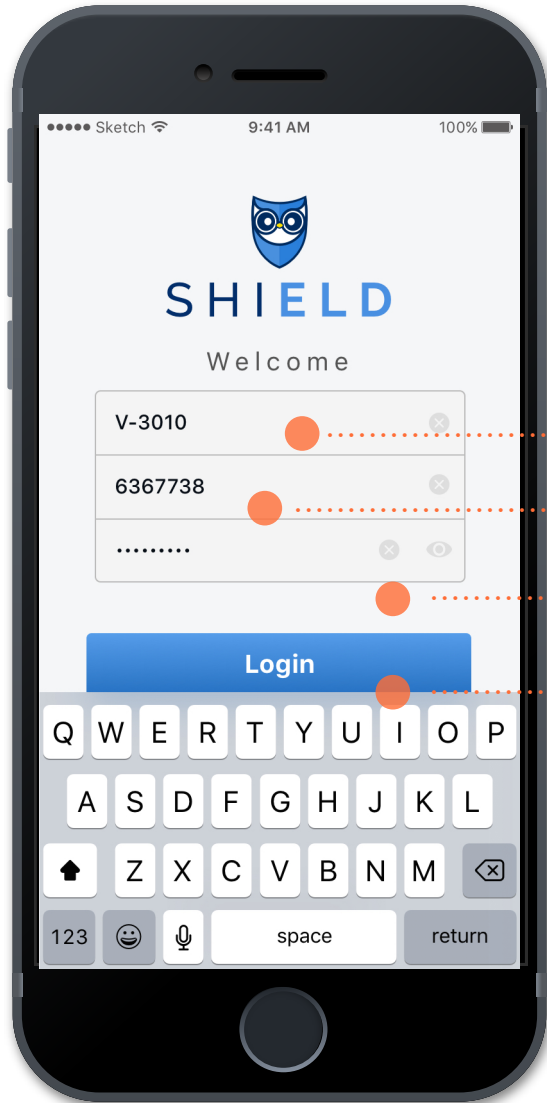 Sketch 9:41 AM 100%
SHIELD
Welcome
V-3010
6367738
•••••••••
Login
Q W E R T Y U I O P
A S D F G H J K L
Z X C V B N M
123 space return